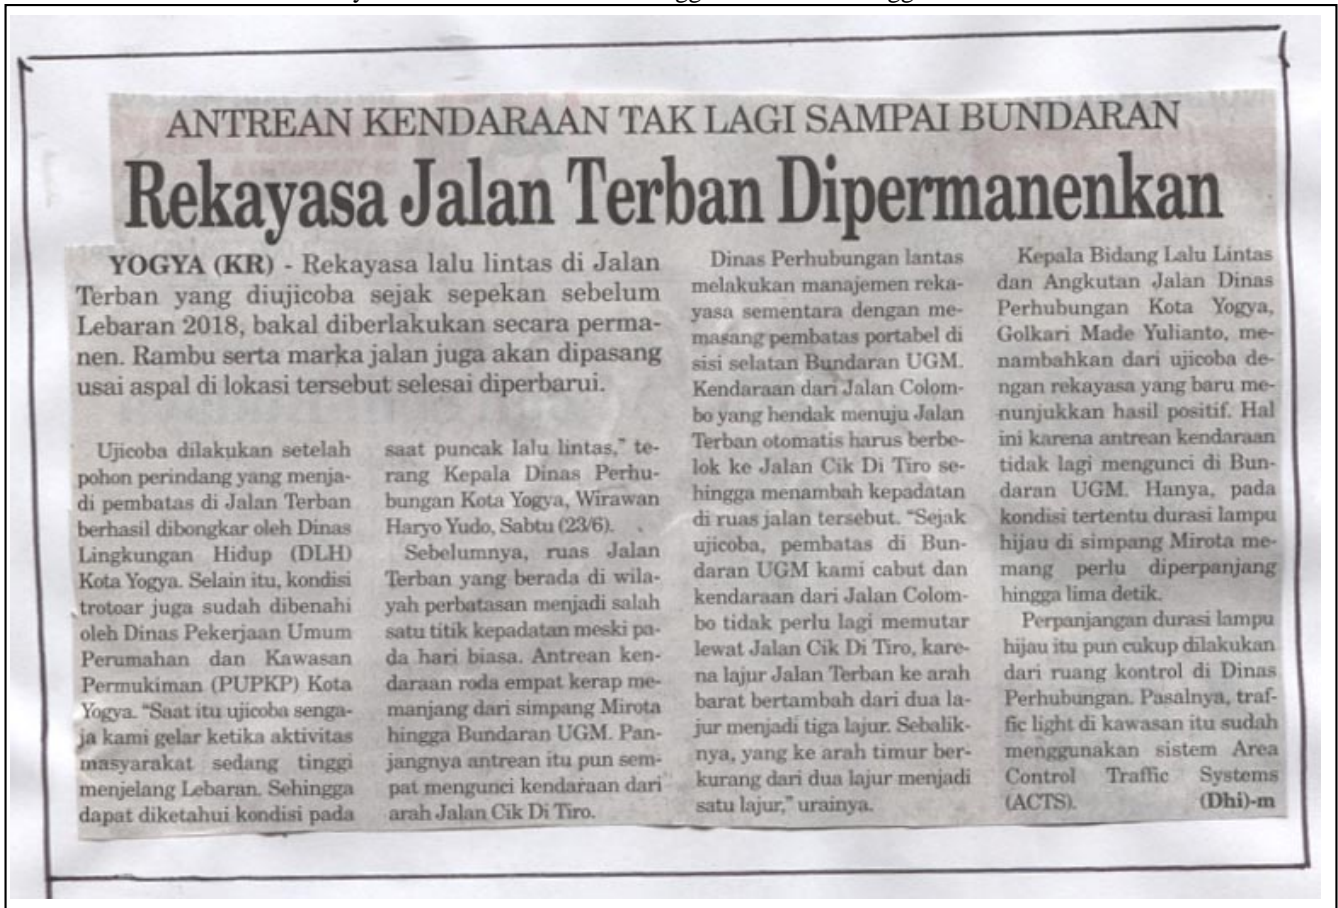 ANTREAN KENDARAAN TAK LAGI SAMPAI BUNDARAN
Rekayasa Jalan Terban Dipermanenkan
YOGYA (KR) - Rekayasa lalu lintas di Jalan
Terban yang diujicoba sejak sepekan sebelum
Lebaran 2018, bakal diberlakukan secara perma-
nen. Rambu serta marka jalan juga akan dipasang
usai aspal di lokasi tersebut selesai diperbarui.
Ujicoba dilakukan setelah
pohon perindang yang menja-
di pembatas di Jalan Terban
berhasil dibongkar oleh Dinas
Lingkungan Hidup (DLH)
Kota Yogya. Selain itu, kondisi
trotoar juga sudah dibenahi
oleh Dinas Pekerjaan Umum
Perumahan dan Kawasan
Permukiman (PUPKP) Kota
Yogya. “Saat itu ujicoba senga-
ja kami gelar ketika aktivitas
masyarakat sedang tinggi
menjelang Lebaran. Sehingga
dapat diketahui kondisi pada
saat puncak lalu lintas,” te-
rang Kepala Dinas Perhu-
bungan Kota Yogya, Wirawan
Haryo Yudo, Sabtu (23/6).
Sebelumnya, ruas Jalan
Terban yang berada di wila-
yah perbatasan menjadi salah
satu titik kepadatan meski pa-
da hari biasa. Antrean ken-
daraan roda empat kerap me-
manjang dari simpang Mirota
hingga Bundaran UGM. Pan-
jangnya antrean itu pun sem-
pat mengunci kendaraan dari
arah Jalan Cik Di Tiro.
Dinas Perhubungan lantas
melakukan manajemen reka-
yasa sementara dengan me-
masang pembatas portabel di
sisi selatan Bundaran UGM.
Kendaraan dari Jalan Colom-
bo yang hendak menuju Jalan
Terban otomatis harus berbe-
lok ke Jalan Cik Di Tiro se-
hingga menambah kepadatan
di ruas jalan tersebut. “Sejak
ujicoba, pembatas di Bun-
daran UGM kami cabut dan
kendaraan dari Jalan Colom-
bo tidak perlu lagi memutar
lewat Jalan Cik Di Tiro, kare-
na lajur Jalan Terban ke arah
barat bertambah dari dua la-
jur menjadi tiga lajur. Sebalik-
nya, yang ke arah timur ber-
kurang dari dua lajur menjadi
satu lajur,” urainya.
Kepala Bidang Lalu Lintas
dan Angkutan Jalan Dinas
Perhubungan Kota Yogya,
Golkari Made Yulianto, me-
nambahkan dari ujicoba de-
ngan rekayasa yang baru me-
nunjukkan hasil positif. Hal
ini karena antrean kendaraan
tidak lagi mengunci di Bun-
daran UGM. Hanya, pada
kondisi tertentu durasi lampu
hijau di simpang Mirota me-
mang perlu diperpanjang
hingga lima detik.
Perpanjangan durasi lampu
hijau itu pun cukup dilakukan
dari ruang kontrol di Dinas
Perhubungan. Pasalnya, traf-
fic light di kawasan itu sudah
menggunakan sistem Area
Control Traffic Systems
(ACTS). (Dhi)-m